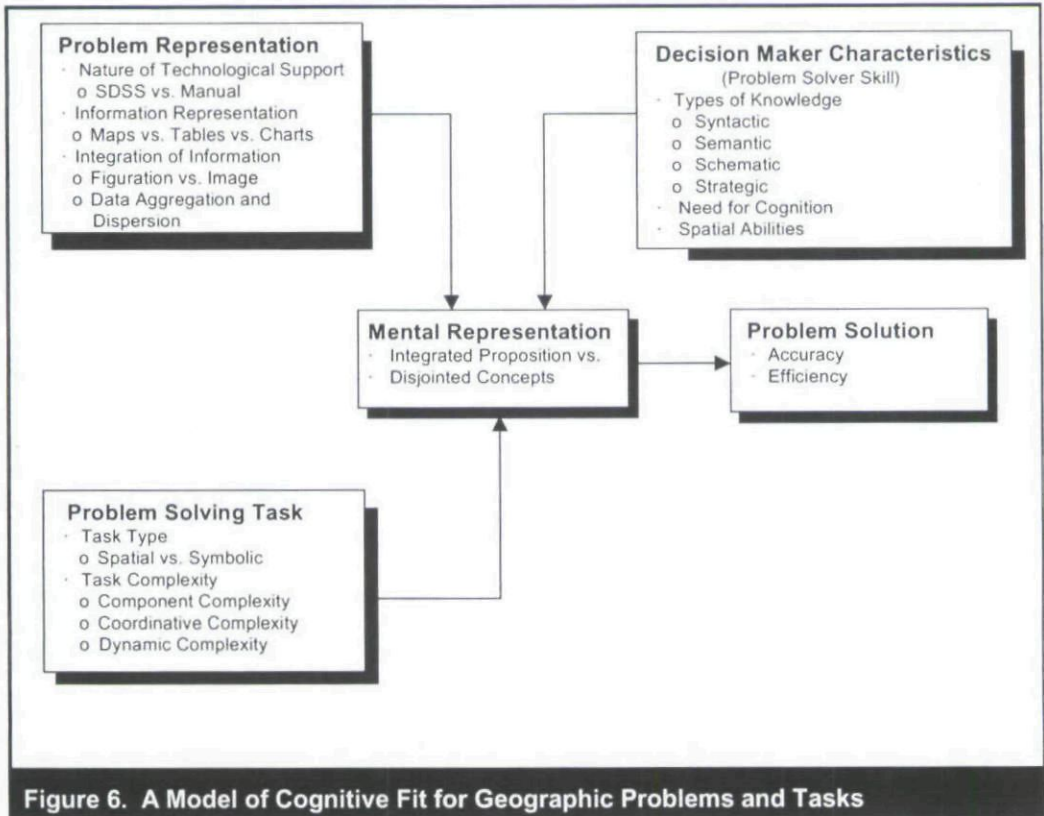 Problem Representation
· Nature of Technological Support
o SDSS vs. Manual
· Information Representation
o Maps vs. Tables vs. Charts
· Integration of Information
o Figuration vs. Image
o Data Aggregation and
Dispersion
Decision Maker Characteristics
(Problem Solver Skill)
· Types of Knowledge
o Syntactic
o Semantic
o Schematic
o Strategic
· Need for Cognition
· Spatial Abilities
Mental Representation
· Integrated Proposition vs.
· Disjointed Concepts
Problem Solution
· Accuracy
· Efficiency
Problem Solving Task
· Task Type
o Spatial vs. Symbolic
· Task Complexity
o Component Complexity
o Coordinative Complexity
o Dynamic Complexity
Figure 6. A Model of Cognitive Fit for Geographic Problems and Tasks